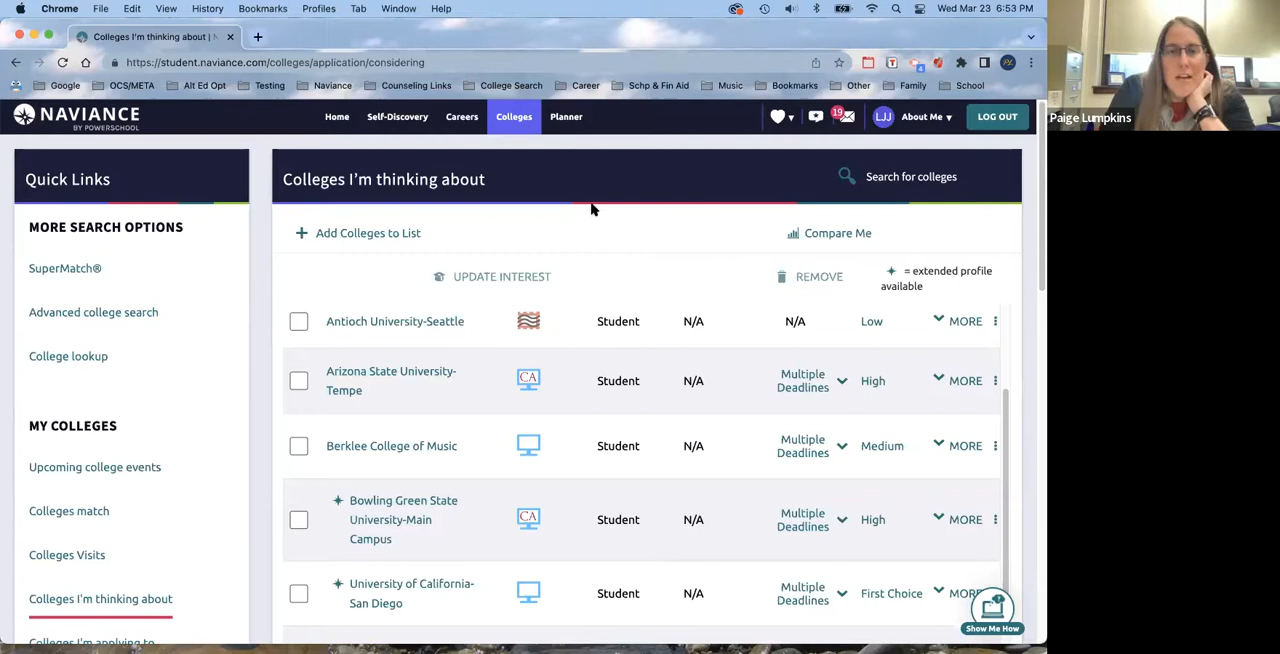 Chrome File Edit View History Bookmarks Profiles Tab Window Help Wed Mar 23 6:53 PM
Colleges I'm thinking about | N
https://student.naviance.com/colleges/application/considering
Google OCS/META Alt Ed Opt Testing Naviance Counseling Links College Search Career Schp & Fin Aid Music Bookmarks Other Family School
NAVIANCE
BY POWERSCHOOL
Home Self-Discovery Careers Colleges Planner 19 LJJ About Me LOG OUT
Paige Lumpkins
Quick Links
MORE SEARCH OPTIONS
SuperMatch®
Advanced college search
College lookup
MY COLLEGES
Upcoming college events
Colleges match
Colleges Visits
Colleges I'm thinking about
Colleges I'm applying to
Colleges I'm thinking about Search for colleges
+ Add Colleges to List Compare Me
UPDATE INTEREST REMOVE = extended profile
available
Antioch University-Seattle Student N/A N/A Low MORE
Arizona State University-
Tempe CA Student N/A Multiple
Deadlines High MORE
Berklee College of Music Student N/A Multiple
Deadlines Medium MORE
Bowling Green State
University-Main
Campus CA Student N/A Multiple
Deadlines High MORE
University of California-
San Diego Student N/A Multiple
Deadlines First Choice MORE
Show Me How